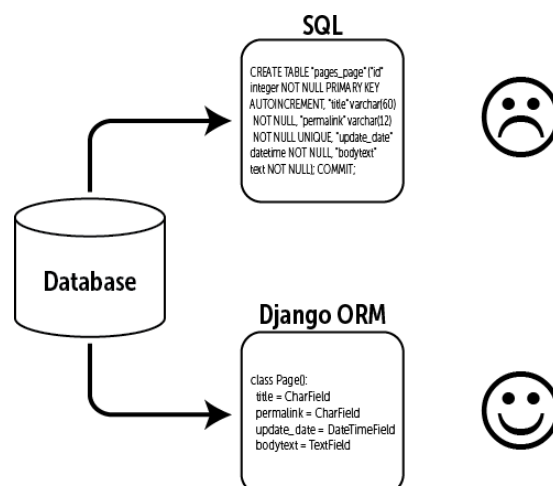 SQL
CREATE TABLE "pages_page" ("id"
integer NOT NULL PRIMARY KEY
AUTOINCREMENT, "title" varchar(60)
NOT NULL, "permalink" varchar(12)
NOT NULL UNIQUE, "update_date"
datetime NOT NULL, "bodytext"
text NOT NULL); COMMIT;
Database
Django ORM
class Page():
title = CharField
permalink = CharField
update_date = DateTimeField
bodytext = TextField